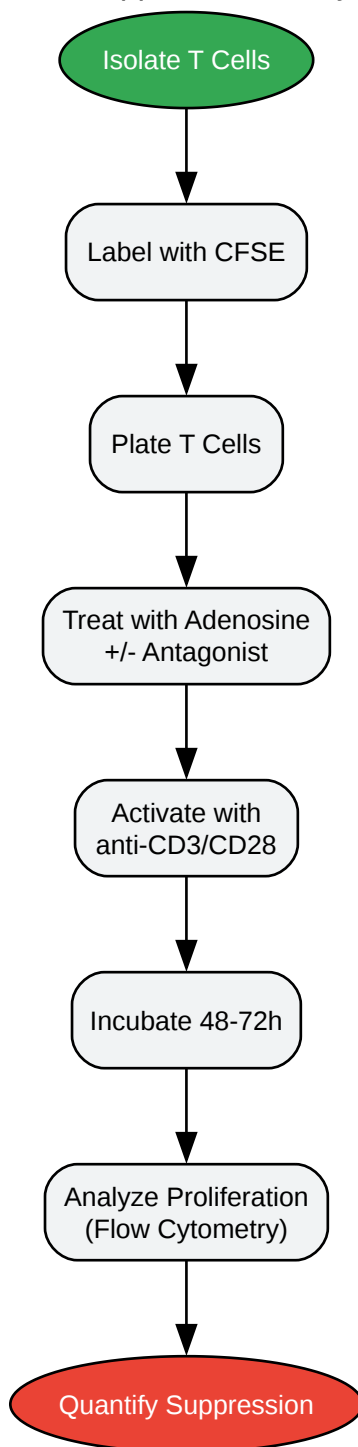 Isolate T Cells
Label with CFSE
Plate T Cells
Treat with Adenosine
+/- Antagonist
Activate with
anti-CD3/CD28
Incubate 48-72h
Analyze Proliferation
(Flow Cytometry)
Quantify Suppression